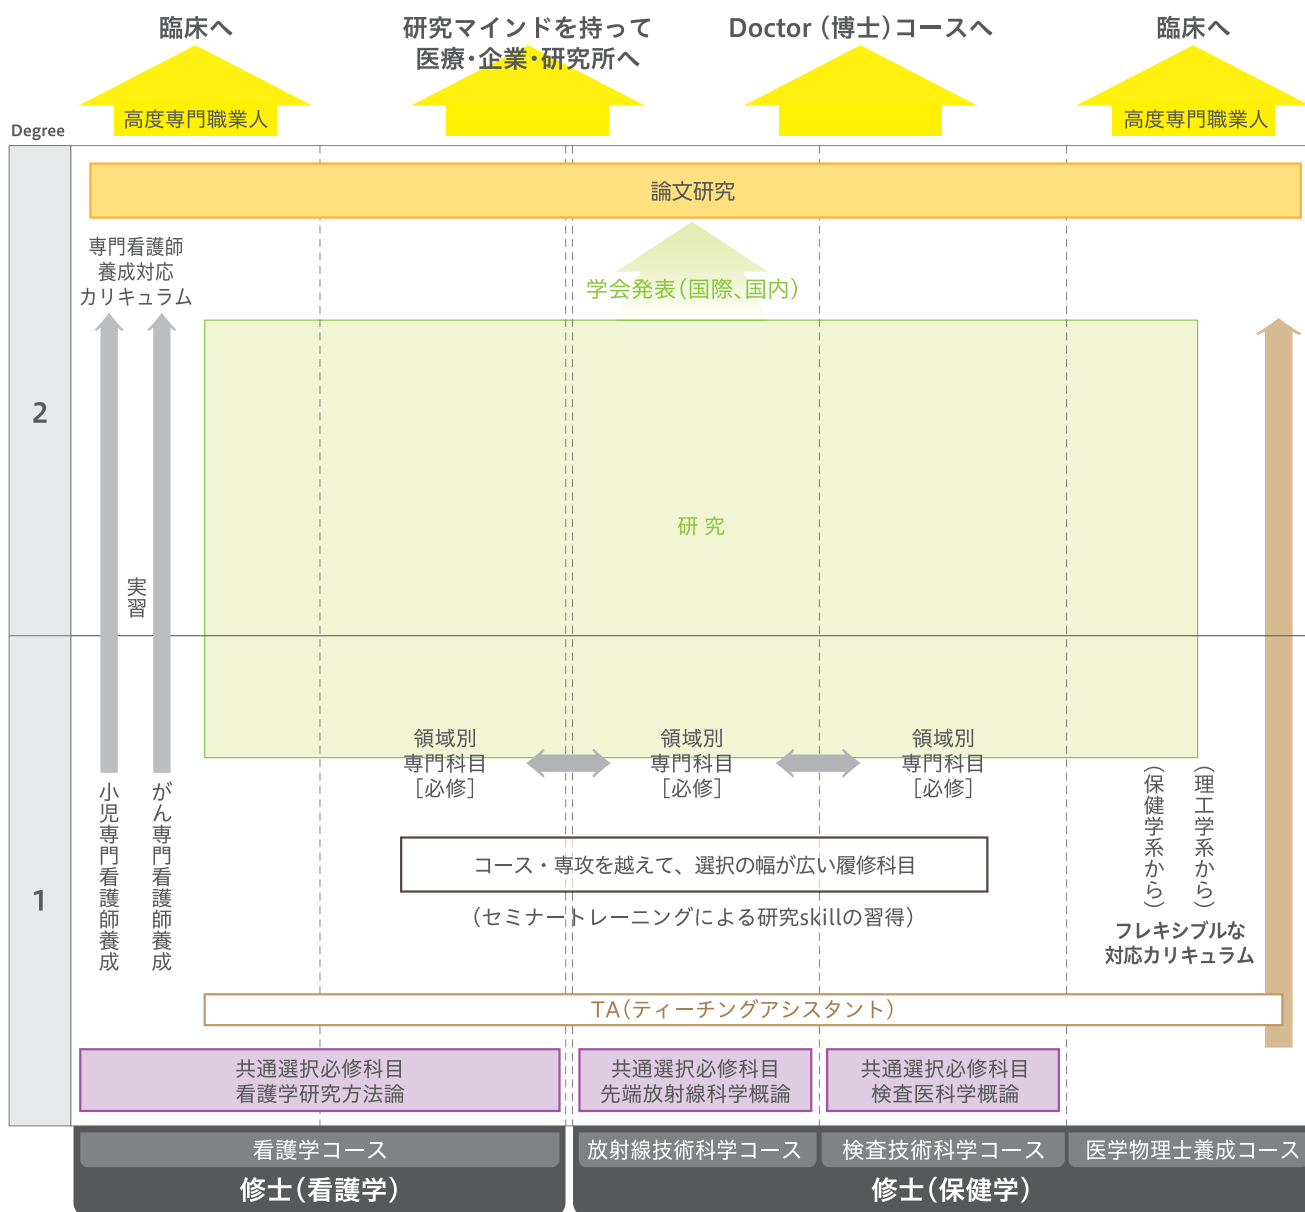 臨床へ
研究マインドを持って
医療・企業・研究所へ
Doctor（博士）コースへ
臨床へ
高度専門職業人
高度専門職業人
Degree
論文研究
専門看護師
養成対応
カリキュラム
学会発表（国際、国内）
2
研 究
実習
領域別
専門科目
［必修］
領域別
専門科目
［必修］
領域別
専門科目
［必修］
小児専門看護師養成
がん専門看護師養成
（保健学系から）
（理工学系から）
コース・専攻を越えて、選択の幅が広い履修科目
1
（セミナートレーニングによる研究skillの習得）
フレキシブルな
対応カリキュラム
TA（ティーチングアシスタント）
共通選択必修科目
看護学研究方法論
共通選択必修科目
先端放射線科学概論
共通選択必修科目
検査医科学概論
看護学コース
放射線技術科学コース
検査技術科学コース
医学物理士養成コース
修士（看護学）
修士（保健学）